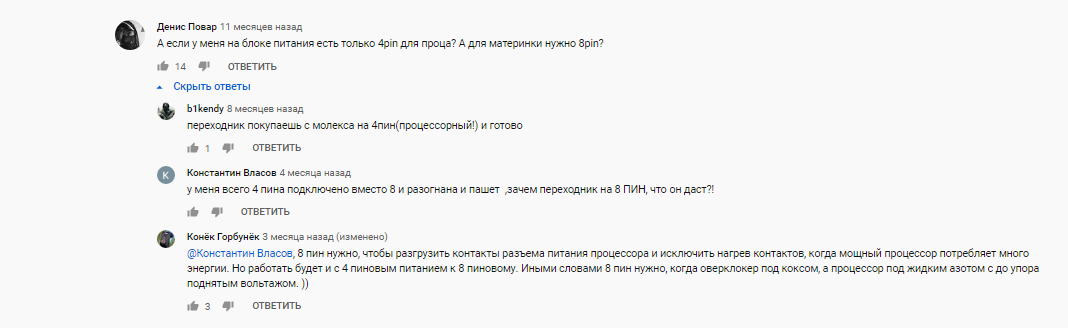 Денис Повар 11 месяцев назад
А если у меня на блоке питания есть только 4pin для проца? А для материнки нужно 8pin?
14 ОТВЕТИТЬ
Скрыть ответы
b1kendy 8 месяцев назад
переходник покупаешь с молекса на 4пин(процессорный!) и готово
1 ОТВЕТИТЬ
К
Константин Власов 4 месяца назад
у меня всего 4 пина подключено вместо 8 и разогнана и пашет ,зачем переходник на 8 ПИН, что он даст?!
ОТВЕТИТЬ
Конёк Горбунёк 3 месяца назад (изменено)
@Константин Власов, 8 пин нужно, чтобы разгрузить контакты разъема питания процессора и исключить нагрев контактов, когда мощный процессор потребляет много
энергии. Но работать будет и с 4 пиновым питанием к 8 пиновому. Иными словами 8 пин нужно, когда оверклокер под коксом, а процессор под жидким азотом с до упора
поднятым вольтажом. ))
3 ОТВЕТИТЬ